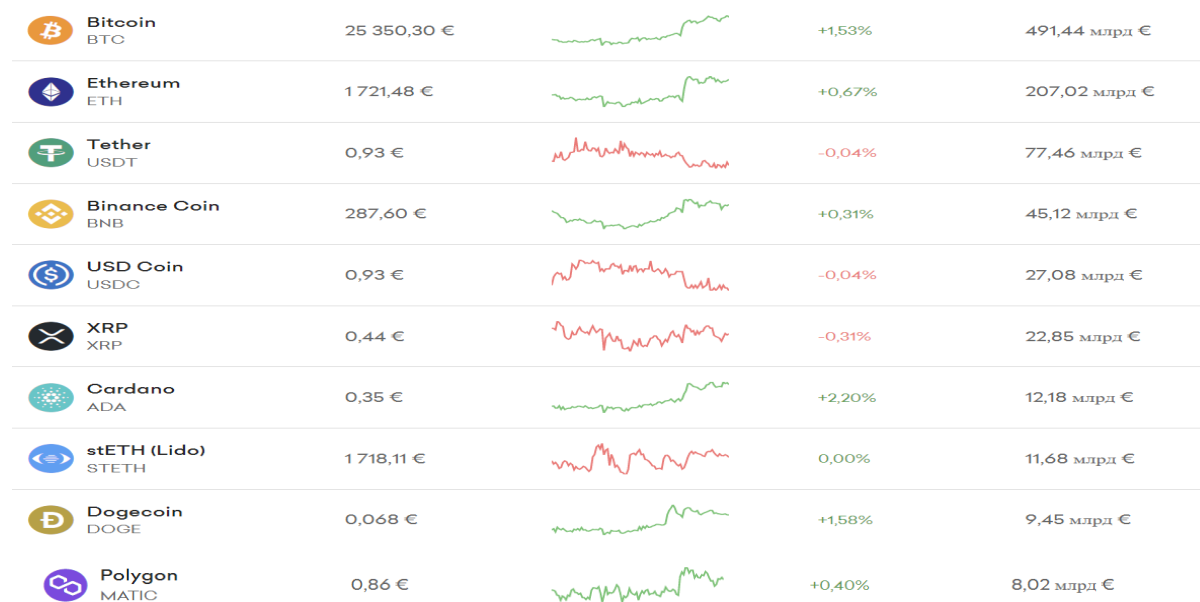 Bitcoin
BTC
25 350,30 €
+1,53%
491,44 млрд €
Ethereum
ETH
1 721,48 €
+0,67%
207,02 млрд €
Tether
USDT
0,93 €
-0,04%
77,46 млрд €
Binance Coin
BNB
287,60 €
+0,31%
45,12 млрд €
USD Coin
USDC
0,93 €
-0,04%
27,08 млрд €
XRP
XRP
0,44 €
-0,31%
22,85 млрд €
Cardano
ADA
0,35 €
+2,20%
12,18 млрд €
stETH (Lido)
STETH
1 718,11 €
0,00%
11,68 млрд €
Dogecoin
DOGE
0,068 €
+1,58%
9,45 млрд €
Polygon
MATIC
0,86 €
+0,40%
8,02 млрд €